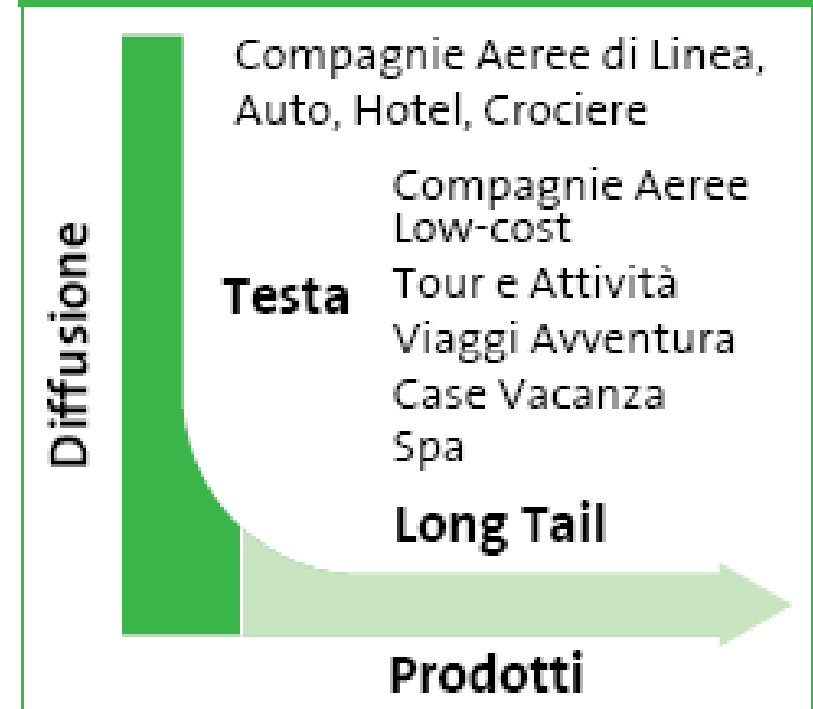 Compagnie Aeree di Linea,
Auto, Hotel, Crociere
Compagnie Aeree
Low-cost
Tour e Attività
Viaggi Avventura
Case Vacanza
Spa
Testa
Long Tail
Diffusione
Prodotti